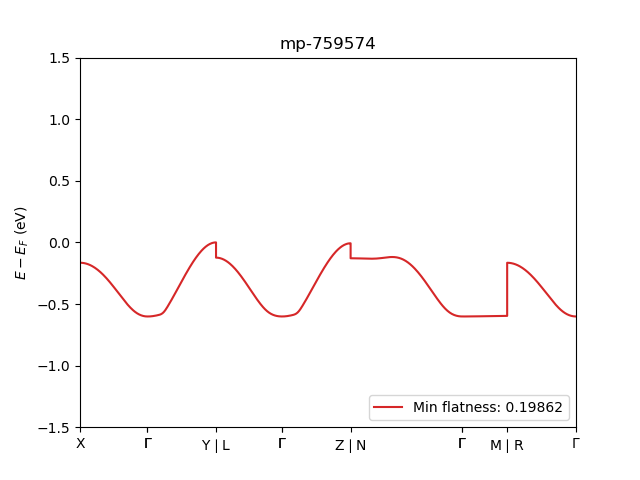 mp-759574
E − E_F (eV)
1.5
1.0
0.5
0.0
−0.5
−1.0
−1.5
Min flatness: 0.19862
X Γ Y | L Γ Z | N Γ M | R Γ